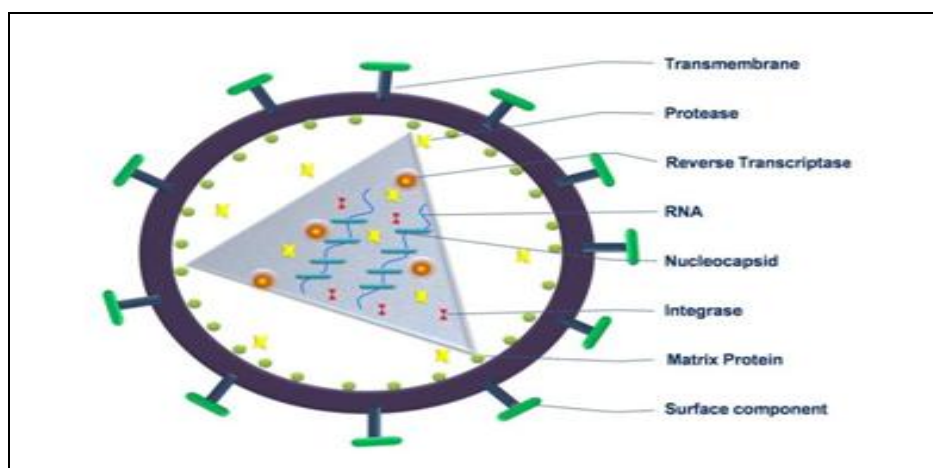 Transmembrane
Protease
Reverse Transcriptase
RNA
Nucleocapsid
Integrase
Matrix Protein
Surface component